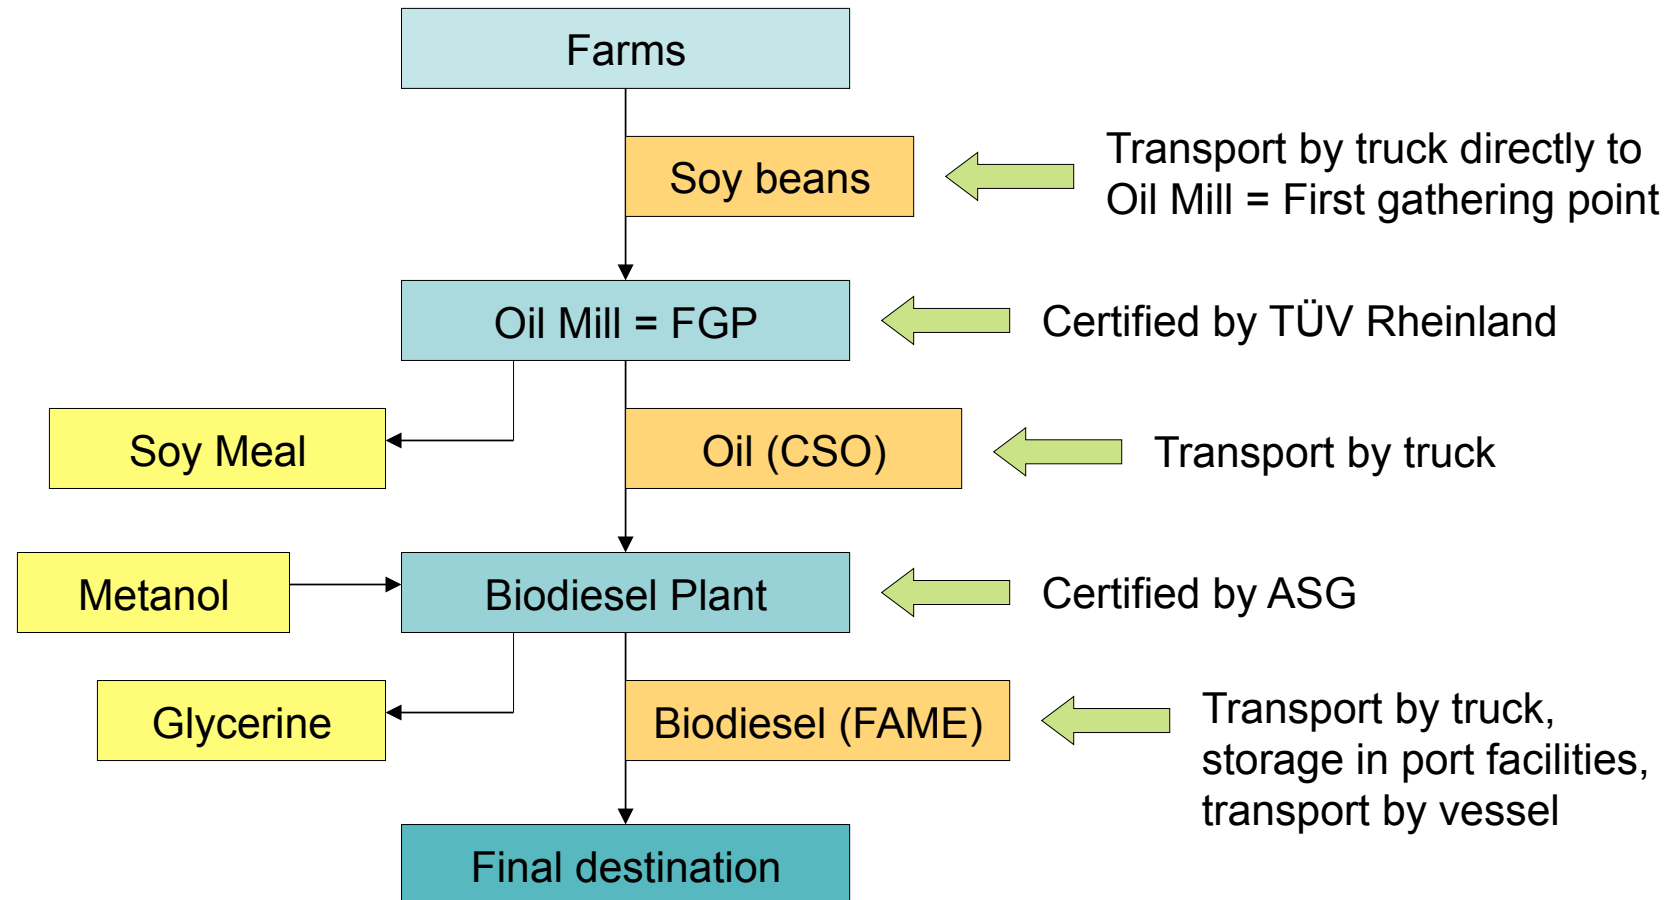 Farms
Soy beans
Transport by truck directly to
Oil Mill = First gathering point
Oil Mill = FGP
Certified by TÜV Rheinland
Soy Meal
Oil (CSO)
Transport by truck
Metanol
Biodiesel Plant
Certified by ASG
Glycerine
Biodiesel (FAME)
Transport by truck,
storage in port facilities,
transport by vessel
Final destination